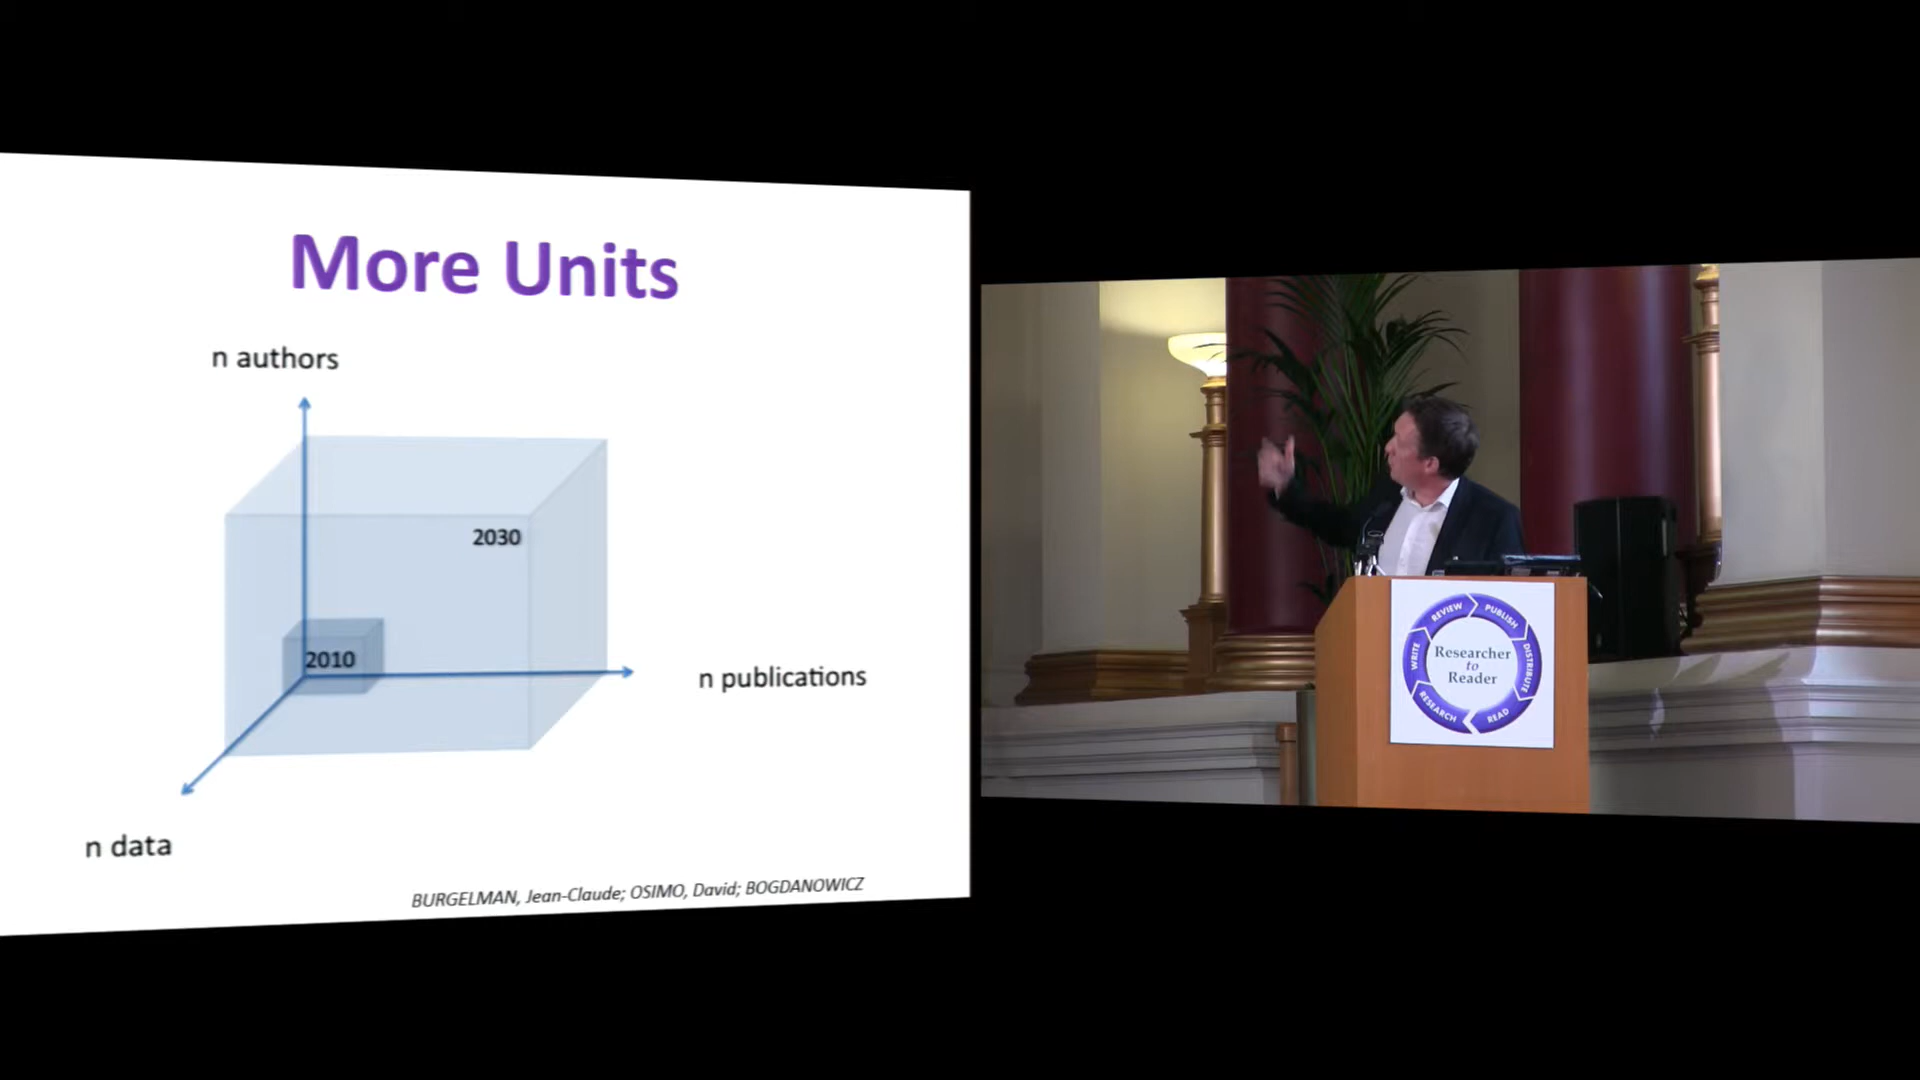 More Units
n authors
2030
2010
n publications
n data
BURGELMAN, Jean-Claude; OSIMO, David; BOGDANOWICZ
REVIEW
PUBLISH
DISTRIBUTE
READ
RESEARCH
WRITE
Researcher
to
Reader